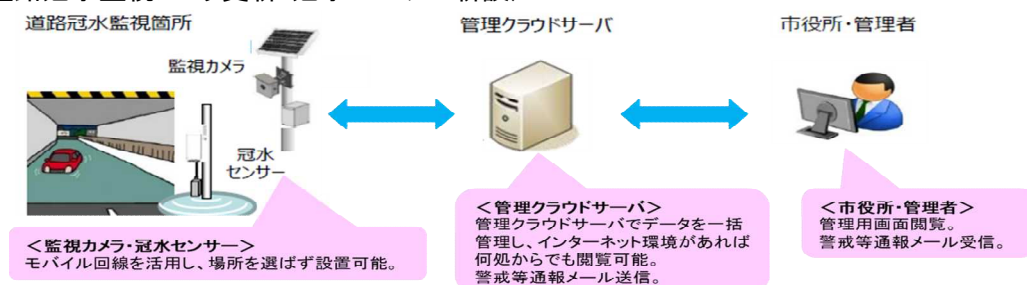 道路冠水監視箇所
管理クラウドサーバ
市役所・管理者
監視カメラ
冠水
センサー
＜監視カメラ・冠水センサー＞
モバイル回線を活用し、場所を選ばず設置可能。
＜管理クラウドサーバ＞
管理クラウドサーバでデータを一括
管理し、インターネット環境があれば
何処からでも閲覧可能。
警戒等通報メール送信。
＜市役所・管理者＞
管理用画面閲覧。
警戒等通報メール受信。